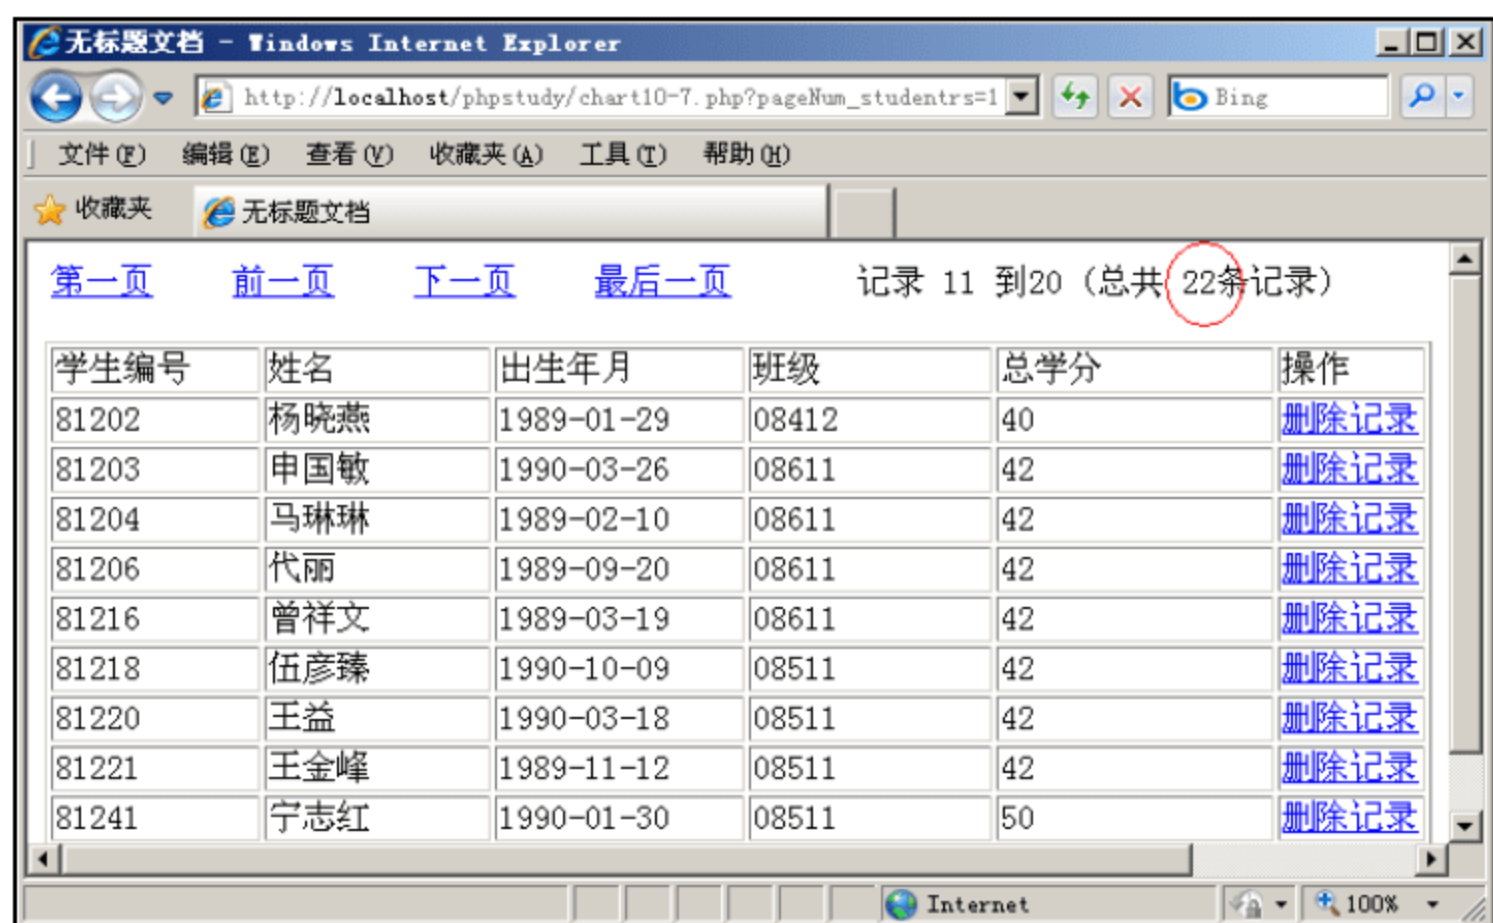 无标题文档 - Windows Internet Explorer
http://localhost/phpstudy/chart10-7.php?pageNum_studentrs=1 Bing
文件(F) 编辑(E) 查看(V) 收藏夹(A) 工具(T) 帮助(H)
收藏夹 无标题文档
第一页 前一页 下一页 最后一页 记录 11 到20 (总共 22条记录)
学生编号 姓名 出生年月 班级 总学分 操作
81202 杨晓燕 1989-01-29 08412 40 删除记录
81203 申国敏 1990-03-26 08611 42 删除记录
81204 马琳琳 1989-02-10 08611 42 删除记录
81206 代丽 1989-09-20 08611 42 删除记录
81216 曾祥文 1989-03-19 08611 42 删除记录
81218 伍彦臻 1990-10-09 08511 42 删除记录
81220 王益 1990-03-18 08511 42 删除记录
81221 王金峰 1989-11-12 08511 42 删除记录
81241 宁志红 1990-01-30 08511 50 删除记录
Internet 100%